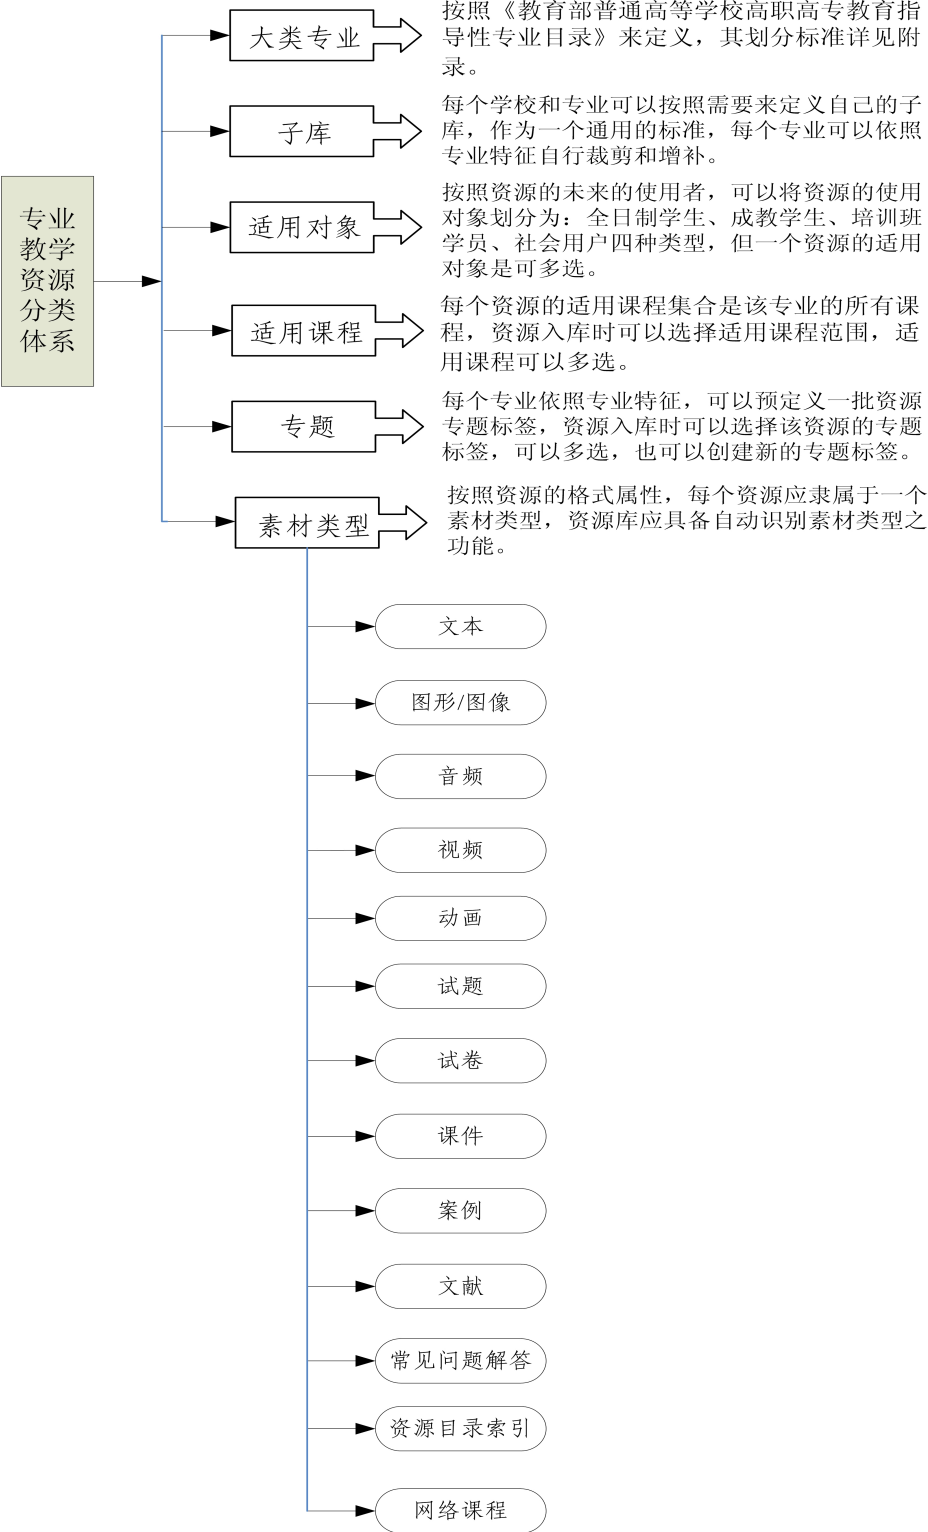 专业
教学
资源
分类
体系
大类专业
按照《教育部普通高等学校高职高专教育指
导性专业目录》来定义，其划分标准详见附
录。
子库
每个学校和专业可以按照需要来定义自己的子
库，作为一个通用的标准，每个专业可以依照
专业特征自行裁剪和增补。
适用对象
按照资源的未来的使用者，可以将资源的使用
对象划分为：全日制学生、成教学生、培训班
学员、社会用户四种类型，但一个资源的适用
对象是可多选。
适用课程
每个资源的适用课程集合是该专业的所有课
程，资源入库时可以选择适用课程范围，适
用课程可以多选。
专题
每个专业依照专业特征，可以预定义一批资源
专题标签，资源入库时可以选择该资源的专题
标签，可以多选，也可以创建新的专题标签。
素材类型
按照资源的格式属性，每个资源应隶属于一个
素材类型，资源库应具备自动识别素材类型之
功能。
文本
图形/图像
音频
视频
动画
试题
试卷
课件
案例
文献
常见问题解答
资源目录索引
网络课程